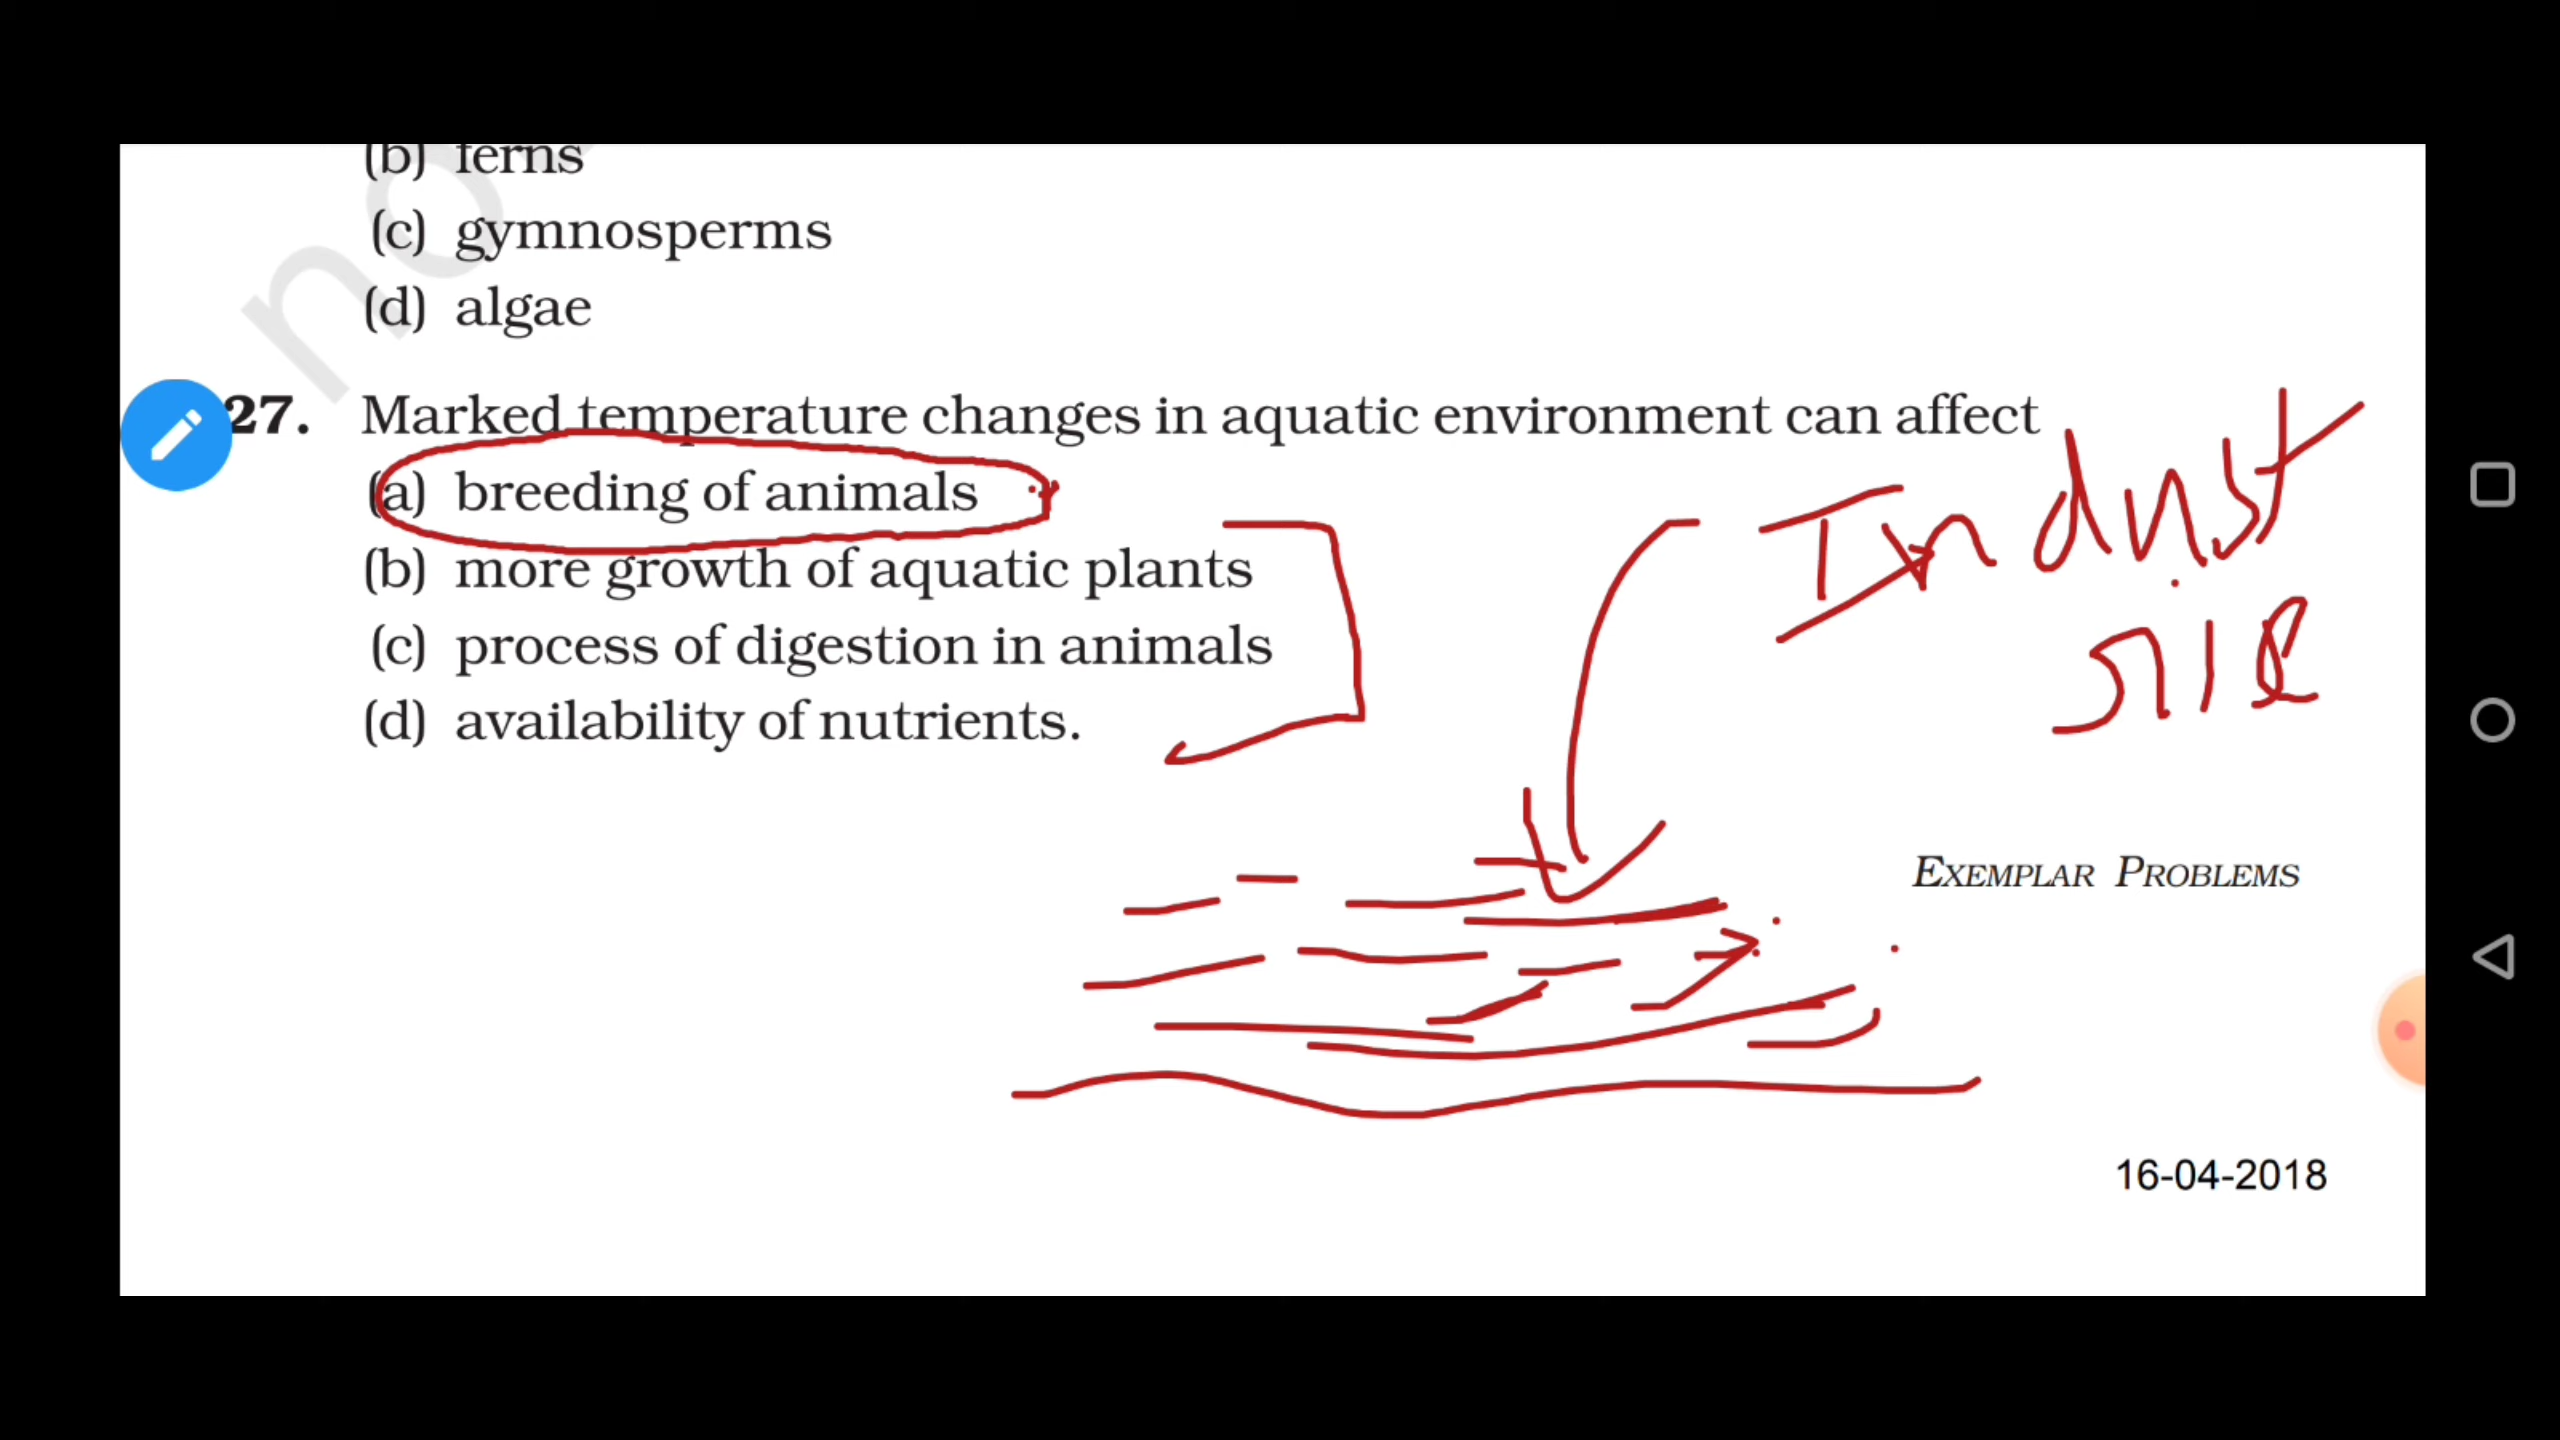 (b) ferns
(c) gymnosperms
(d) algae
27. Marked temperature changes in aquatic environment can affect
(a) breeding of animals
(b) more growth of aquatic plants
(c) process of digestion in animals
(d) availability of nutrients.
Indust
EXEMPLAR PROBLEMS
16-04-2018